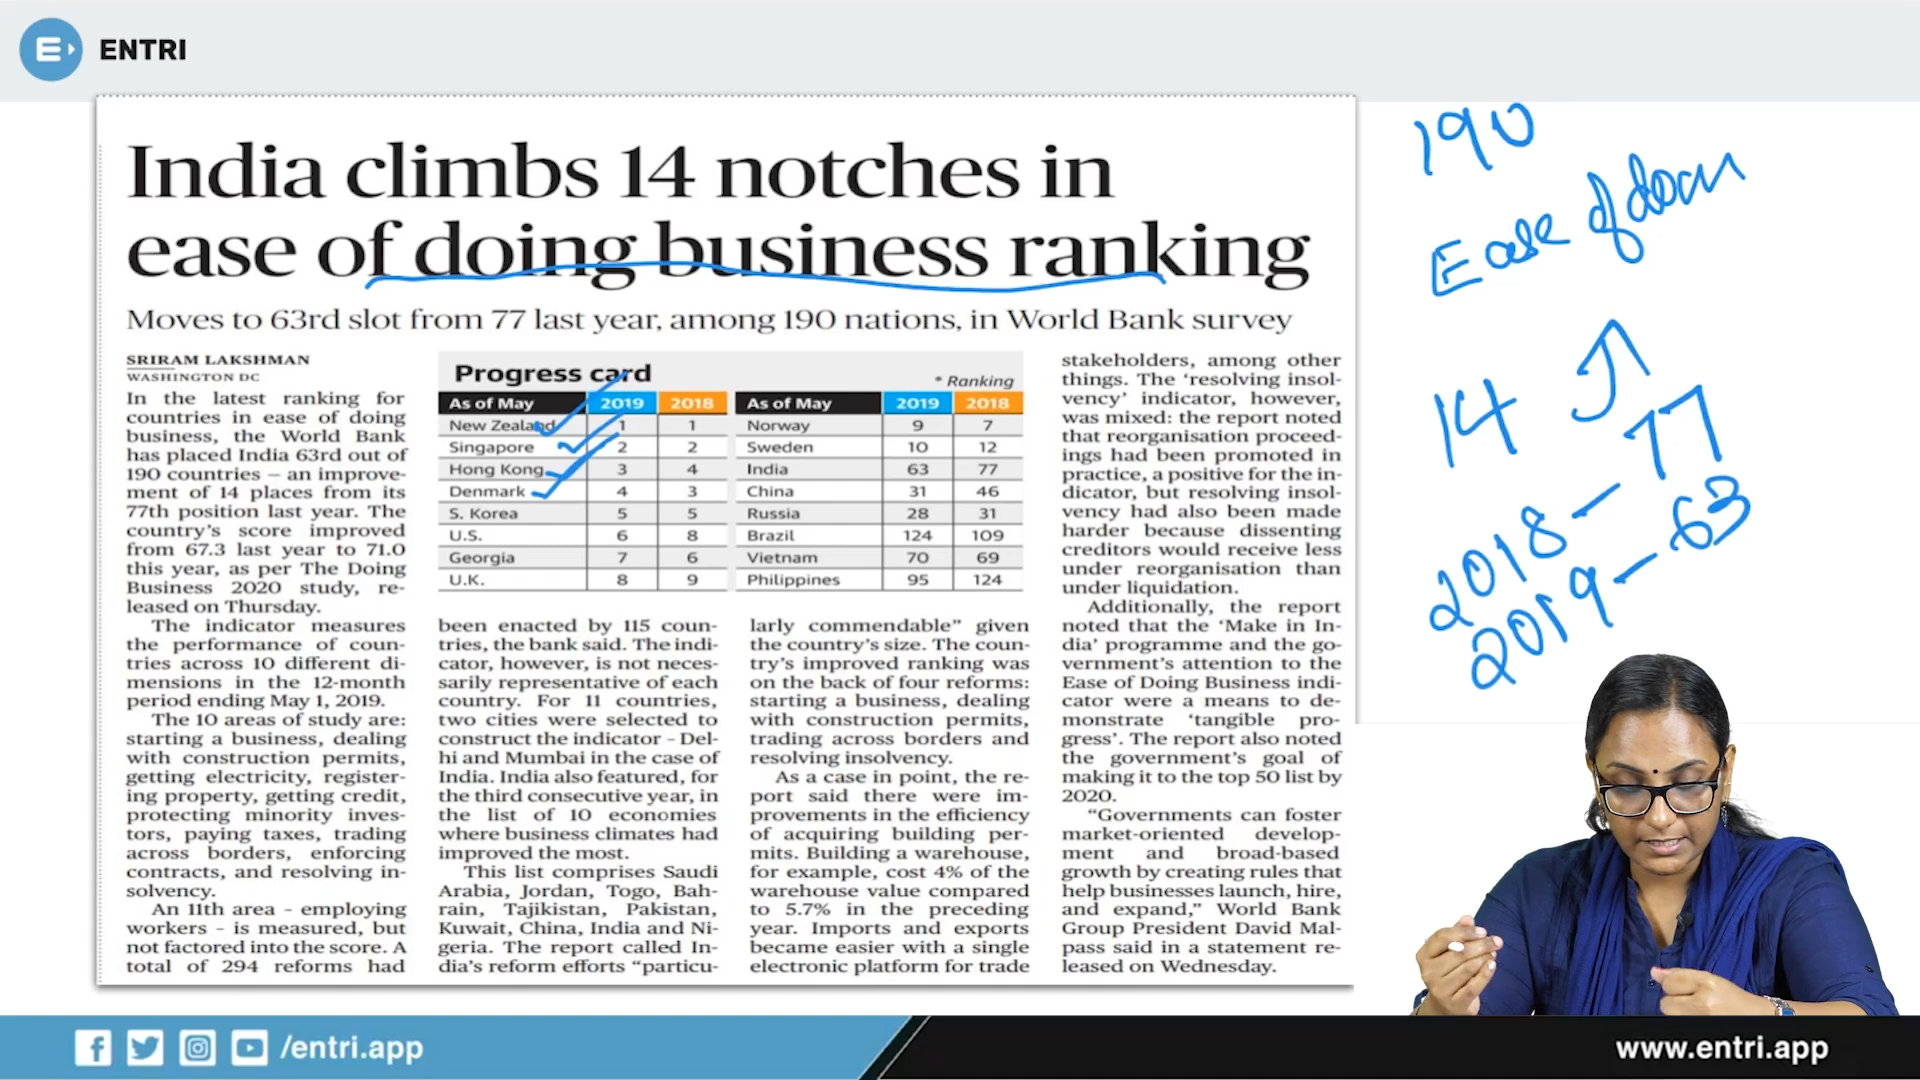 ENTRI
India climbs 14 notches in
ease of doing business ranking
Moves to 63rd slot from 77 last year, among 190 nations, in World Bank survey
SRIRAM LAKSHMAN
WASHINGTON DC
In the latest ranking for
countries in ease of doing
business, the World Bank
has placed India 63rd out of
190 countries – an improve-
ment of 14 places from its
77th position last year. The
country's score improved
from 67.3 last year to 71.0
this year, as per The Doing
Business 2020 study, re-
leased on Thursday.
The indicator measures
the performance of coun-
tries across 10 different di-
mensions in the 12-month
period ending May 1, 2019.
The 10 areas of study are:
starting a business, dealing
with construction permits,
getting electricity, register-
ing property, getting credit,
protecting minority inves-
tors, paying taxes, trading
across borders, enforcing
contracts, and resolving in-
solvency.
An 11th area - employing
workers - is measured, but
not factored into the score. A
total of 294 reforms had
Progress card
* Ranking
As of May 2019 2018
New Zealand 1 1
Singapore 2 2
Hong Kong 3 4
Denmark 4 3
S. Korea 5 5
U.S. 6 8
Georgia 7 6
U.K. 8 9
As of May 2019 2018
Norway 9 7
Sweden 10 12
India 63 77
China 31 46
Russia 28 31
Brazil 124 109
Vietnam 70 69
Philippines 95 124
been enacted by 115 coun-
tries, the bank said. The indi-
cator, however, is not neces-
sarily representative of each
country. For 11 countries,
two cities were selected to
construct the indicator - Del-
hi and Mumbai in the case of
India. India also featured, for
the third consecutive year, in
the list of 10 economies
where business climates had
improved the most.
This list comprises Saudi
Arabia, Jordan, Togo, Bah-
rain, Tajikistan, Pakistan,
Kuwait, China, India and Ni-
geria. The report called In-
dia's reform efforts "particu-
larly commendable" given
the country's size. The coun-
try's improved ranking was
on the back of four reforms:
starting a business, dealing
with construction permits,
trading across borders and
resolving insolvency.
As a case in point, the re-
port said there were im-
provements in the efficiency
of acquiring building per-
mits. Building a warehouse,
for example, cost 4% of the
warehouse value compared
to 5.7% in the preceding
year. Imports and exports
became easier with a single
electronic platform for trade
stakeholders, among other
things. The 'resolving insol-
vency' indicator, however,
was mixed: the report noted
that reorganisation proceed-
ings had been promoted in
practice, a positive for the in-
dicator, but resolving insol-
vency had also been made
harder because dissenting
creditors would receive less
under reorganisation than
under liquidation.
Additionally, the report
noted that the 'Make in In-
dia' programme and the go-
vernment's attention to the
Ease of Doing Business indi-
cator were a means to de-
monstrate 'tangible pro-
gress'. The report also noted
the government's goal of
making it to the top 50 list by
2020.
"Governments can foster
market-oriented develop-
ment and broad-based
growth by creating rules that
help businesses launch, hire,
and expand," World Bank
Group President David Mal-
pass said in a statement re-
leased on Wednesday.
190
Ease of
14
2018 - 77
2019 - 63
/entri.app
www.entri.app